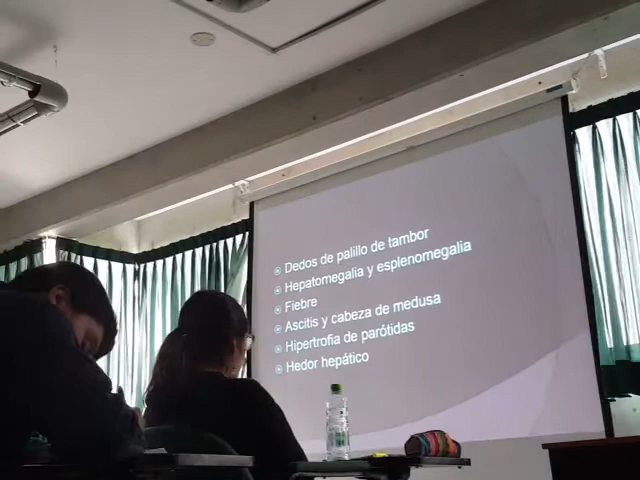 Dedos de palillo de tambor
Hepatomegalia y esplenomegalia
Fiebre
Ascitis y cabeza de medusa
Hipertrofia de parótidas
Hedor hepático